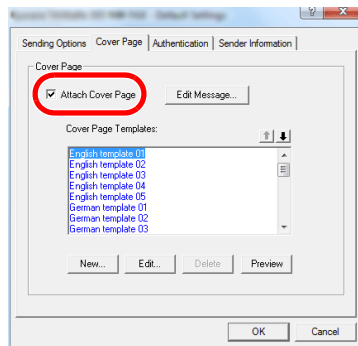 Sending Options Cover Page Authentication Sender Information
Cover Page
Attach Cover Page Edit Message...
Cover Page Templates:
English template 01
English template 02
English template 03
English template 04
English template 05
German template 01
German template 02
German template 03
New... Edit... Delete Preview
OK Cancel